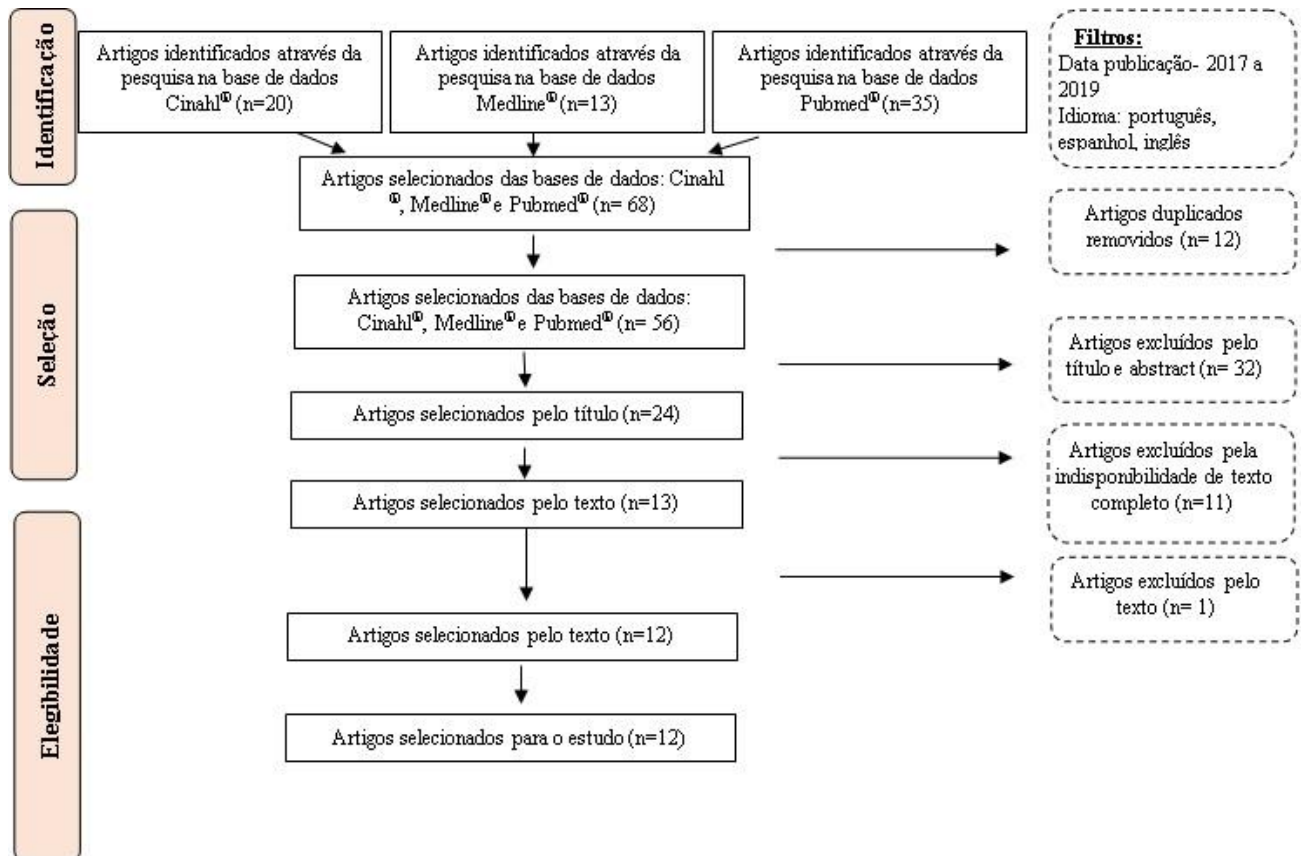 Identificação
Artigos identificados através da
pesquisa na base de dados
Cinahl® (n=20)
Artigos identificados através da
pesquisa na base de dados
Medline® (n=13)
Artigos identificados através da
pesquisa na base de dados
Pubmed® (n=35)
Filtros:
Data publicação- 2017 a
2019
Idioma: português,
espanhol, inglês
Artigos selecionados das bases de dados: Cinahl
®, Medline® e Pubmed® (n= 68)
Seleção
Artigos duplicados
removidos (n= 12)
Artigos selecionados das bases de dados:
Cinahl®, Medline® e Pubmed® (n= 56)
Artigos excluídos pelo
título e abstract (n= 32)
Artigos selecionados pelo título (n=24)
Artigos excluídos pela
indisponibilidade de texto
completo (n=11)
Artigos selecionados pelo texto (n=13)
Elegibilidade
Artigos excluídos pelo
texto (n= 1)
Artigos selecionados pelo texto (n=12)
Artigos selecionados para o estudo (n=12)